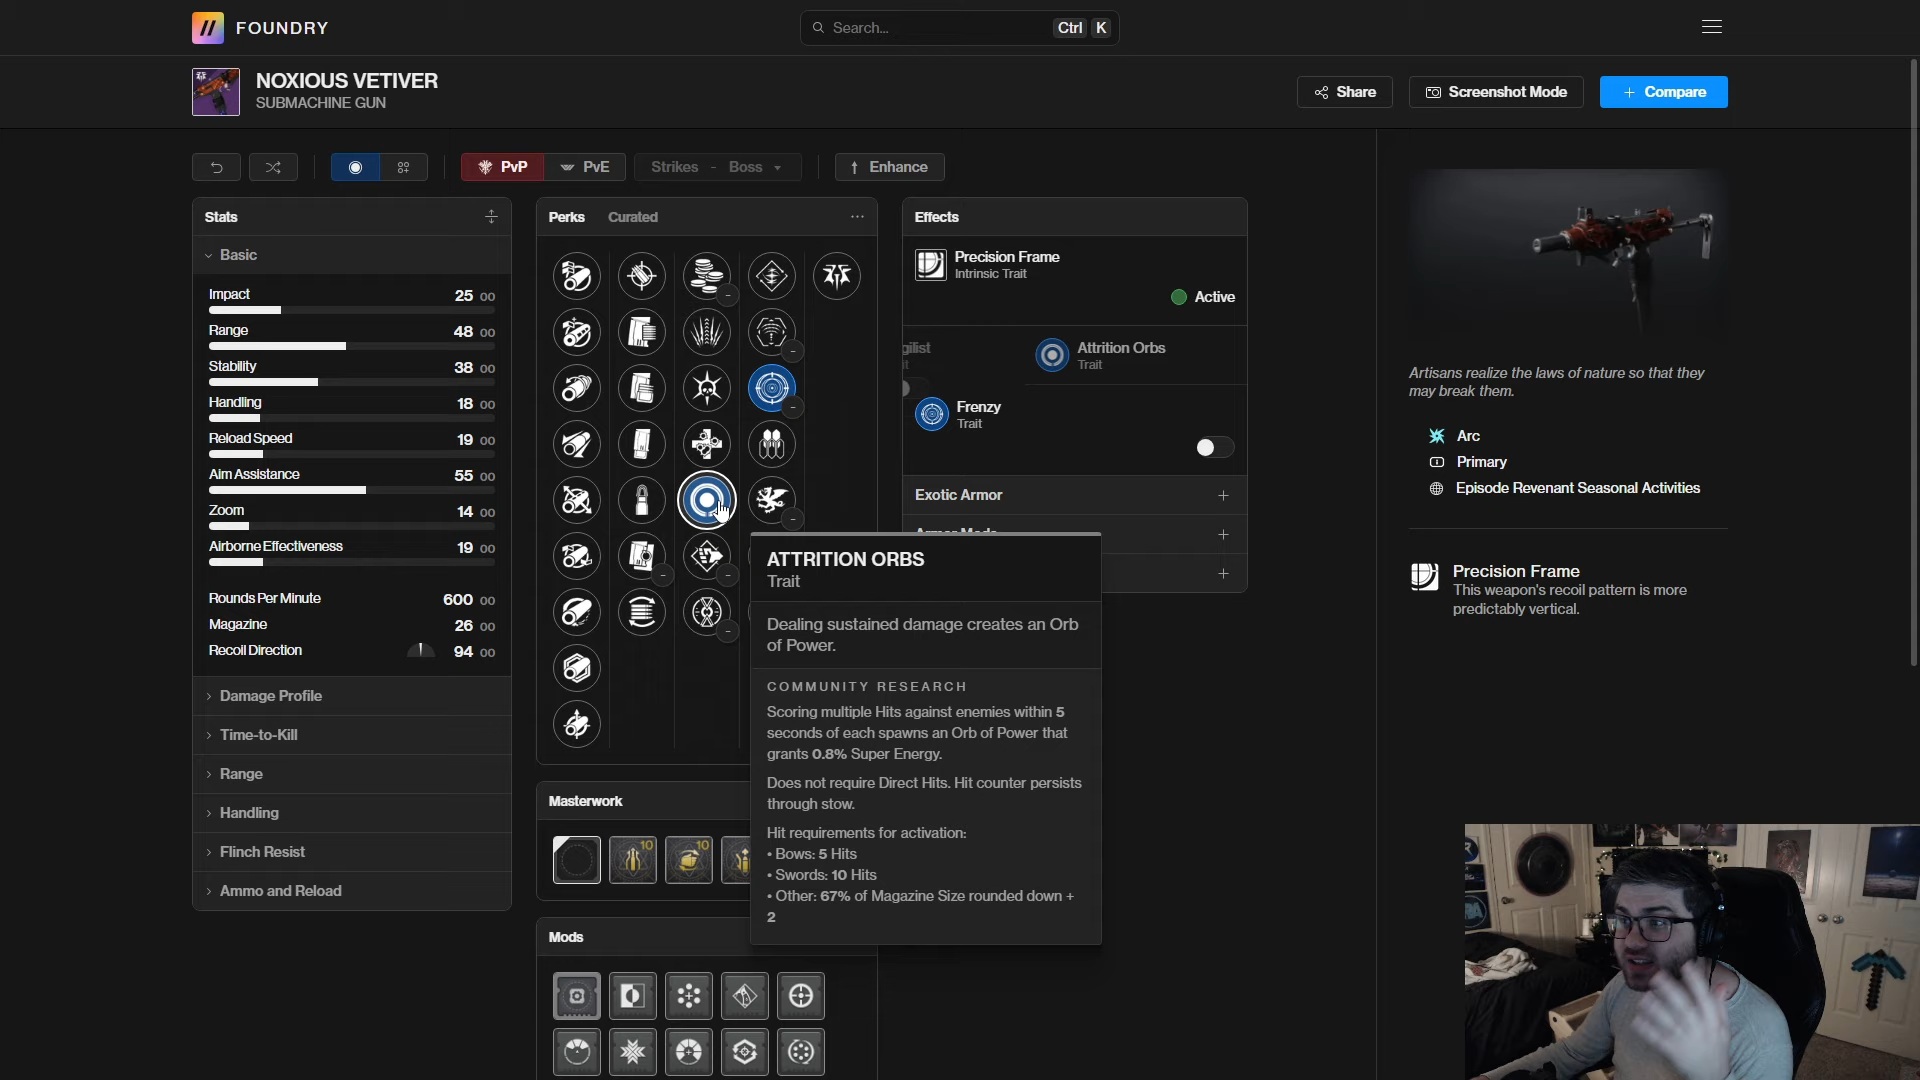 FOUNDRY
Search...
Ctrl K
NOXIOUS VETIVER
SUBMACHINE GUN
Share
Screenshot Mode
Compare
PvP
PvE
Strikes - Boss
Enhance
Stats
Basic
Impact 25
Range 48
Stability 38
Handling 18
Reload Speed 19
Aim Assistance 55
Zoom 14
Airborne Effectiveness 19
Rounds Per Minute 600
Magazine 26
Recoil Direction 94
Damage Profile
Time-to-Kill
Range
Handling
Flinch Resist
Ammo and Reload
Perks
Curated
Masterwork
10
10
Mods
Effects
Precision Frame
Intrinsic Trait
Active
gilist
it
Attrition Orbs
Trait
Frenzy
Trait
Exotic Armor
Armor Mods
ATTRITION ORBS
Trait
Dealing sustained damage creates an Orb
of Power.
COMMUNITY RESEARCH
Scoring multiple Hits against enemies within 5
seconds of each spawns an Orb of Power that
grants 0.8% Super Energy.
Does not require Direct Hits. Hit counter persists
through stow.
Hit requirements for activation:
• Bows: 5 Hits
• Swords: 10 Hits
• Other: 67% of Magazine Size rounded down +
2
Artisans realize the laws of nature so that they
may break them.
Arc
Primary
Episode Revenant Seasonal Activities
Precision Frame
This weapon's recoil pattern is more
predictably vertical.